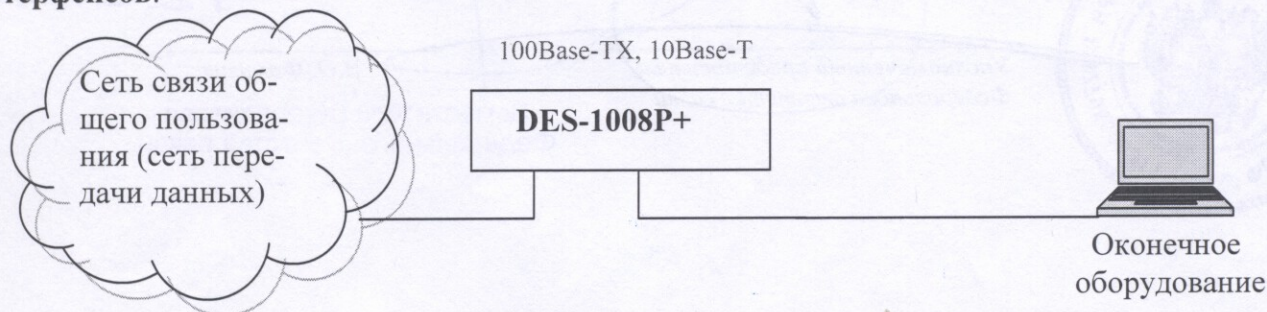 терфейсов.
100Base-TX, 10Base-T
Сеть связи об-
щего пользова-
ния (сеть пере-
дачи данных)
DES-1008P+
Оконечное
оборудование